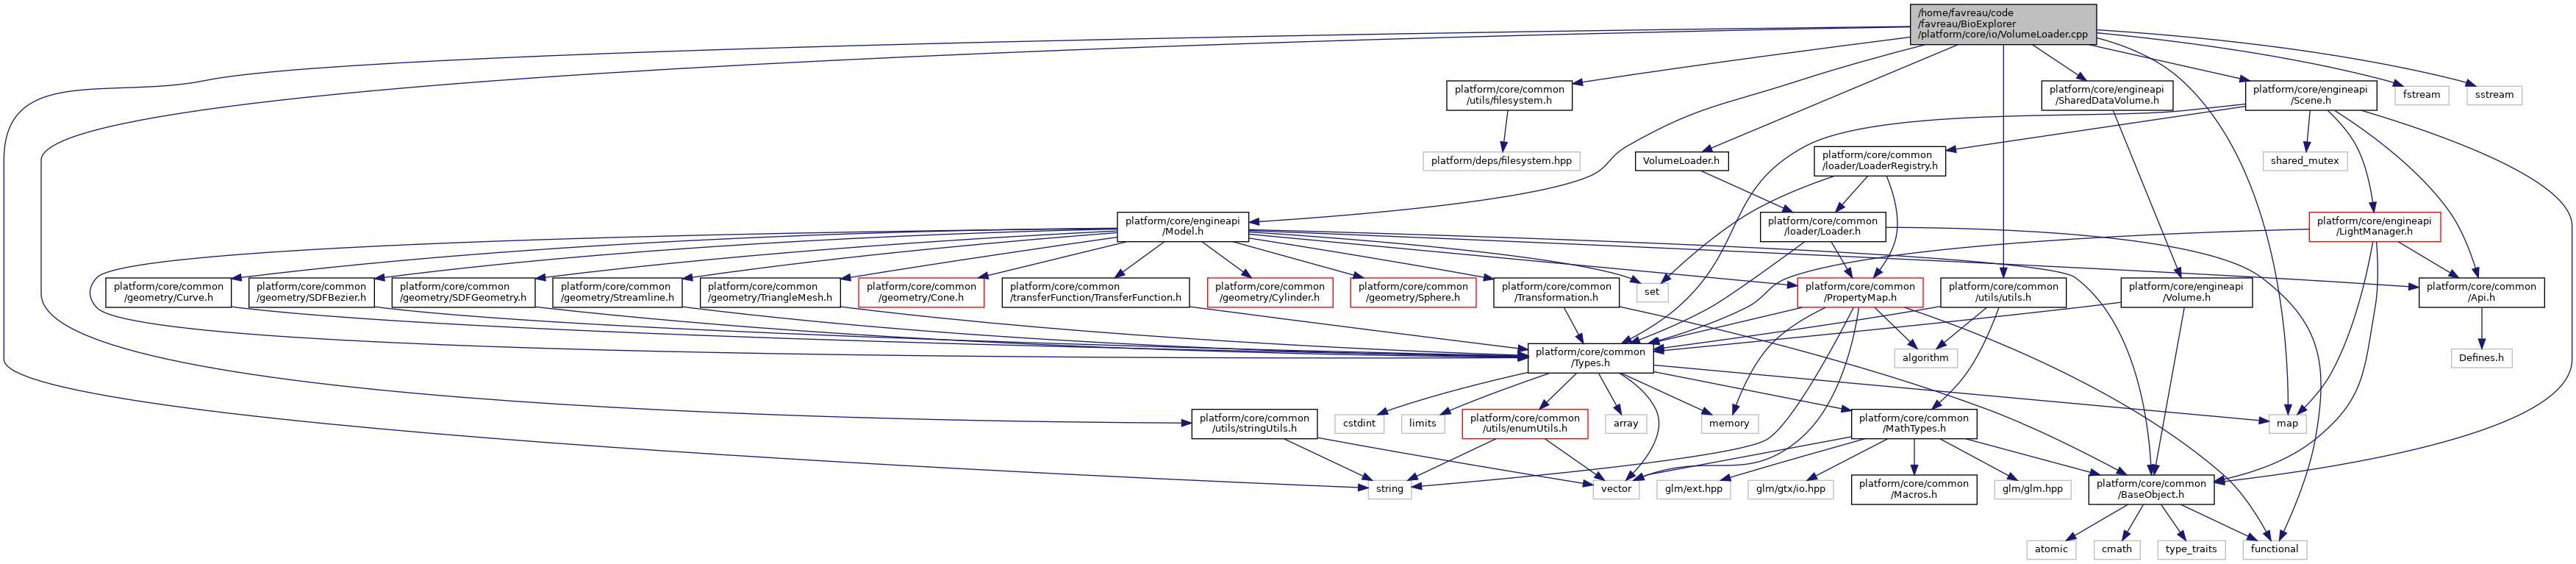 /home/favreau/code
/favreau/BioExplorer
/platform/core/io/VolumeLoader.cpp
platform/core/common
/utils/filesystem.h
platform/core/engineapi
/SharedDataVolume.h
platform/core/engineapi
/Scene.h
fstream
sstream
platform/deps/filesystem.hpp
VolumeLoader.h
platform/core/common
/loader/LoaderRegistry.h
shared_mutex
platform/core/engineapi
/Model.h
platform/core/common
/loader/Loader.h
platform/core/engineapi
/LightManager.h
platform/core/common
/geometry/Curve.h
platform/core/common
/geometry/SDFBezier.h
platform/core/common
/geometry/SDFGeometry.h
platform/core/common
/geometry/Streamline.h
platform/core/common
/geometry/TriangleMesh.h
platform/core/common
/geometry/Cone.h
platform/core/common
/transferFunction/TransferFunction.h
platform/core/common
/geometry/Cylinder.h
platform/core/common
/geometry/Sphere.h
platform/core/common
/Transformation.h
set
platform/core/common
/PropertyMap.h
platform/core/common
/utils/utils.h
platform/core/engineapi
/Volume.h
platform/core/common
/Api.h
platform/core/common
/Types.h
algorithm
Defines.h
platform/core/common
/utils/stringUtils.h
cstdint
limits
platform/core/common
/utils/enumUtils.h
array
memory
platform/core/common
/MathTypes.h
map
string
vector
glm/ext.hpp
glm/gtx/io.hpp
platform/core/common
/Macros.h
glm/glm.hpp
platform/core/common
/BaseObject.h
atomic
cmath
type_traits
functional